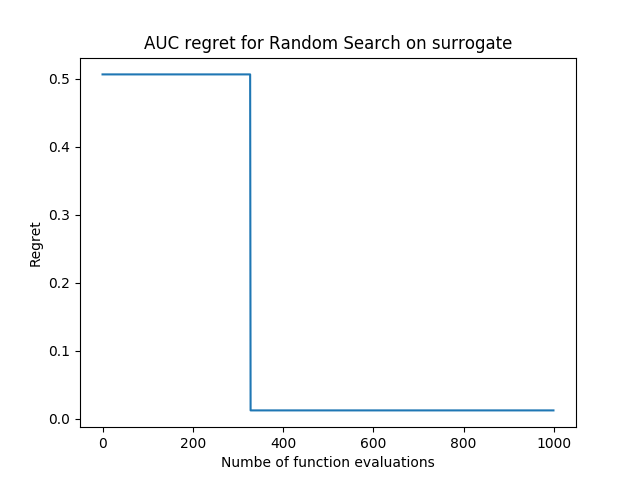 AUC regret for Random Search on surrogate
0.5
0.4
0.3
0.2
0.1
0.0
Regret
0 200 400 600 800 1000
Numbe of function evaluations